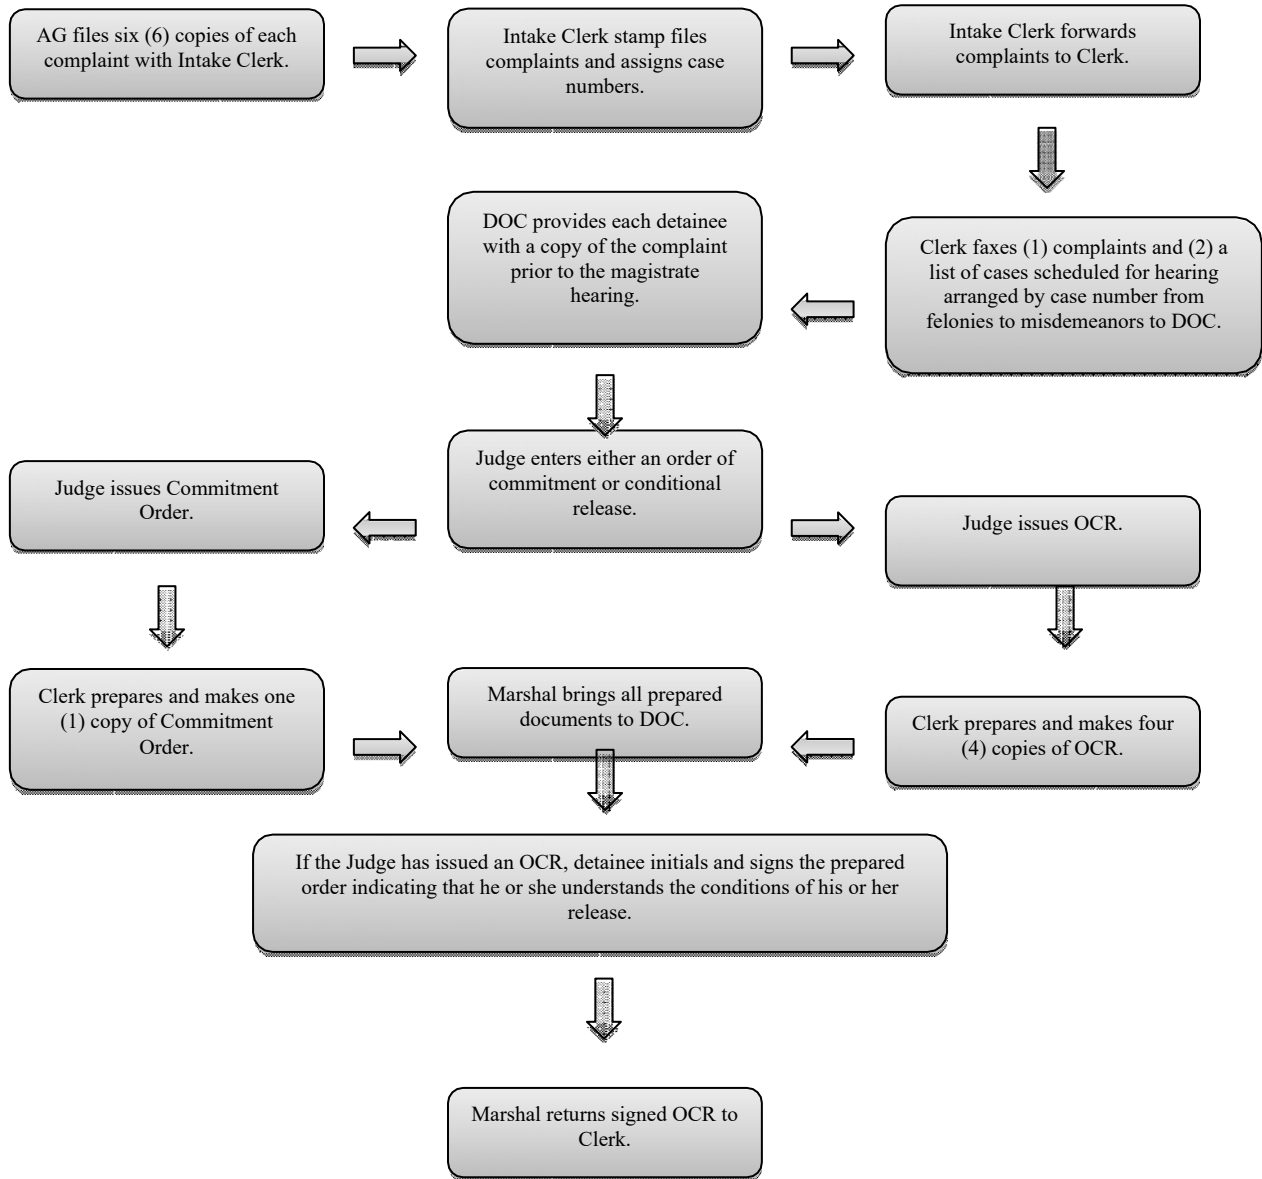 AG files six (6) copies of each
complaint with Intake Clerk.
Intake Clerk stamp files
complaints and assigns case
numbers.
Intake Clerk forwards
complaints to Clerk.
Clerk faxes (1) complaints and (2) a
list of cases scheduled for hearing
arranged by case number from
felonies to misdemeanors to DOC.
DOC provides each detainee
with a copy of the complaint
prior to the magistrate
hearing.
Judge enters either an order of
commitment or conditional
release.
Judge issues Commitment
Order.
Judge issues OCR.
Clerk prepares and makes one
(1) copy of Commitment
Order.
Marshal brings all prepared
documents to DOC.
Clerk prepares and makes four
(4) copies of OCR.
If the Judge has issued an OCR, detainee initials and signs the prepared
order indicating that he or she understands the conditions of his or her
release.
Marshal returns signed OCR to
Clerk.